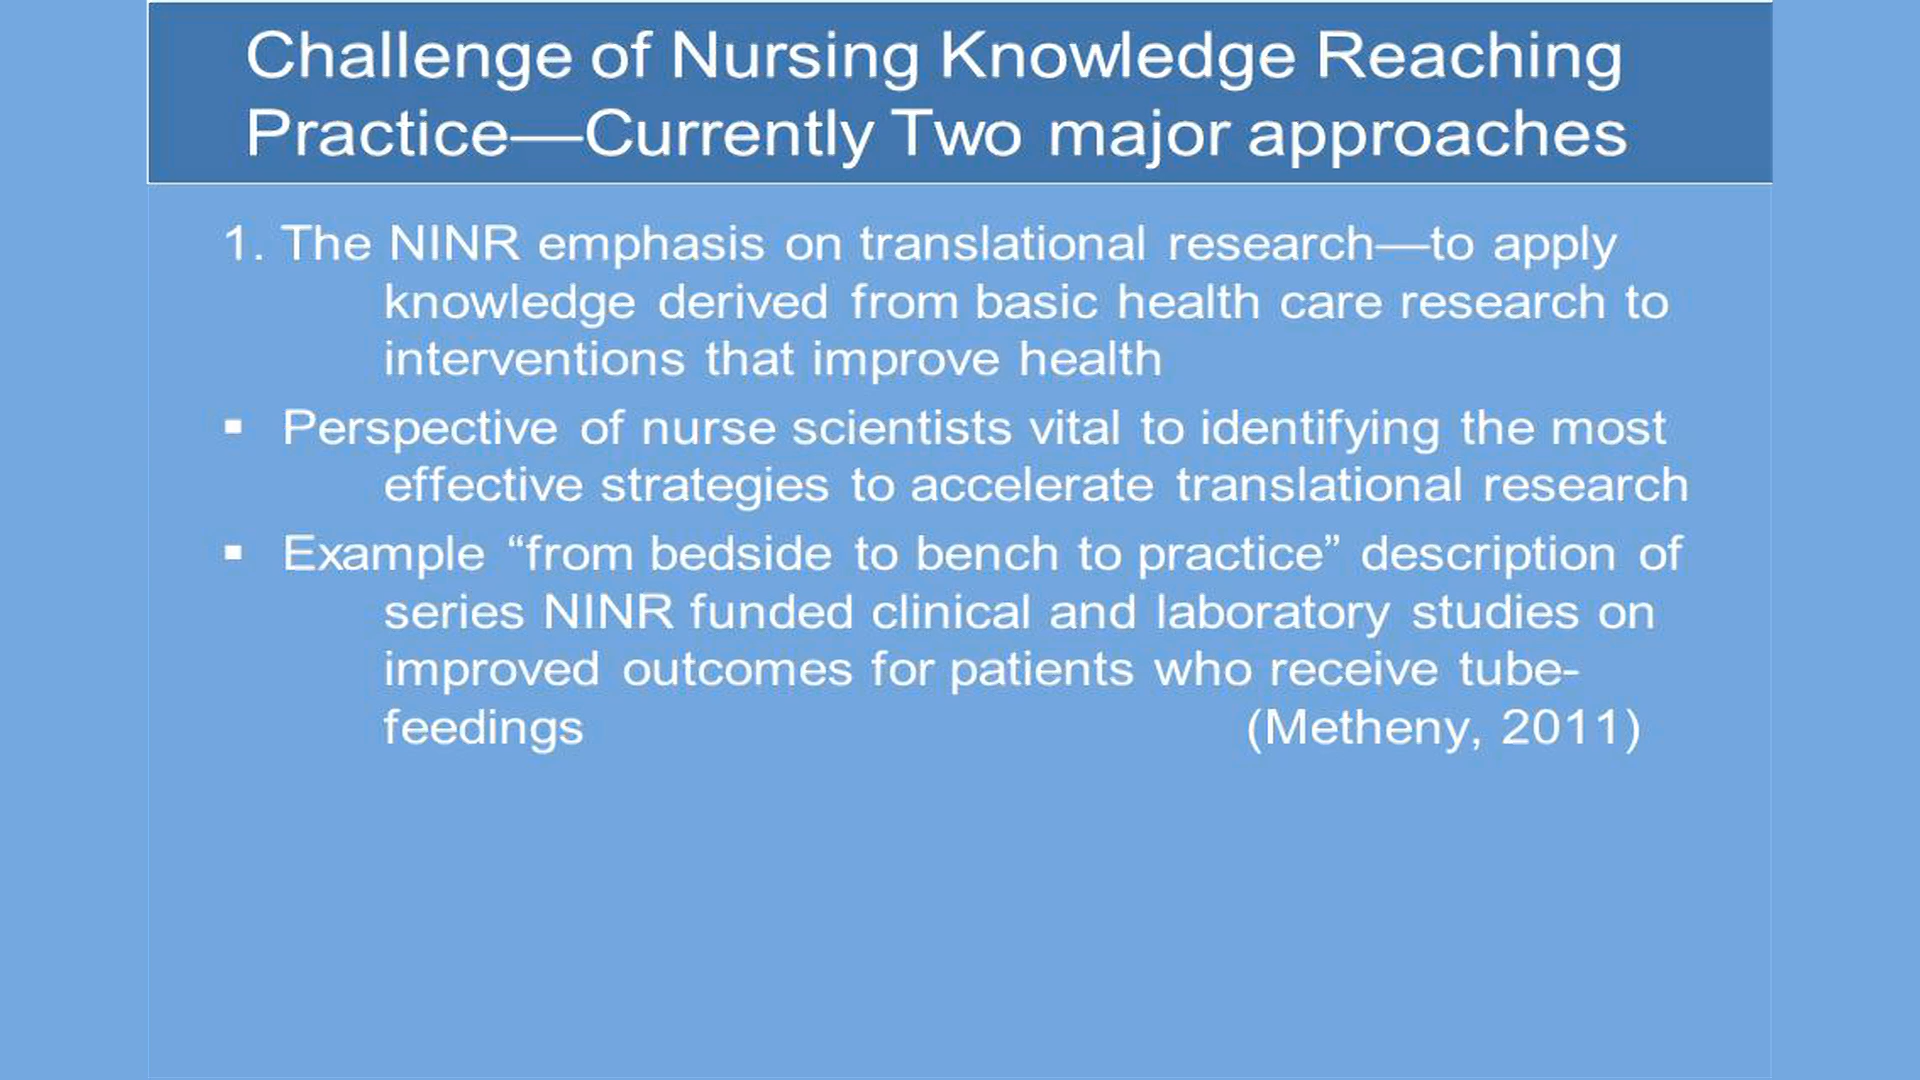 Challenge of Nursing Knowledge Reaching
Practice—Currently Two major approaches
1. The NINR emphasis on translational research—to apply
knowledge derived from basic health care research to
interventions that improve health
▪ Perspective of nurse scientists vital to identifying the most
effective strategies to accelerate translational research
▪ Example “from bedside to bench to practice” description of
series NINR funded clinical and laboratory studies on
improved outcomes for patients who receive tube-
feedings (Metheny, 2011)